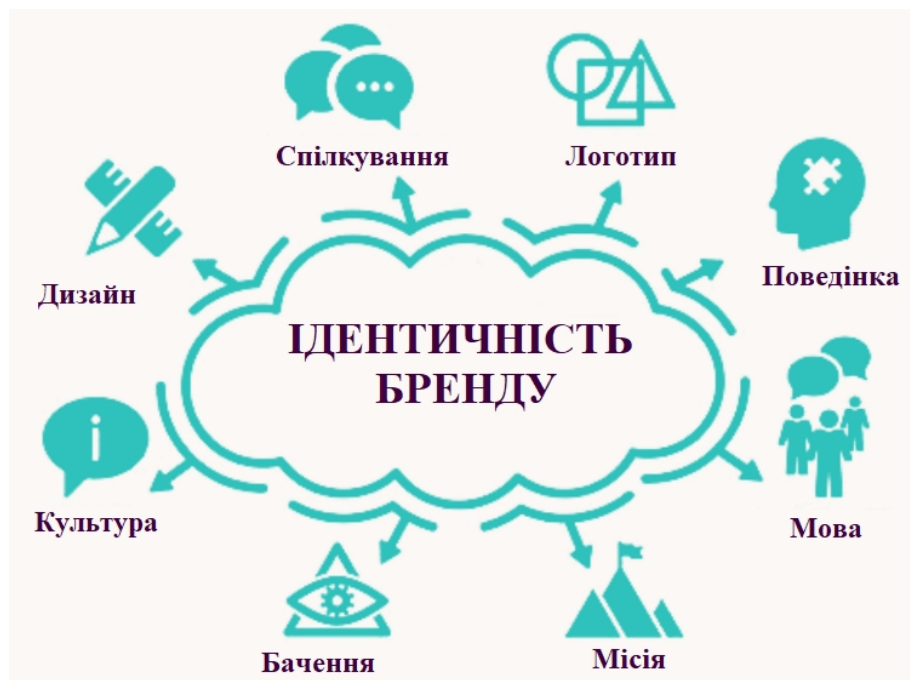 Спілкування
Логотип
Поведінка
Дизайн
ІДЕНТИЧНІСТЬ
БРЕНДУ
Культура
Мова
Бачення
Місія